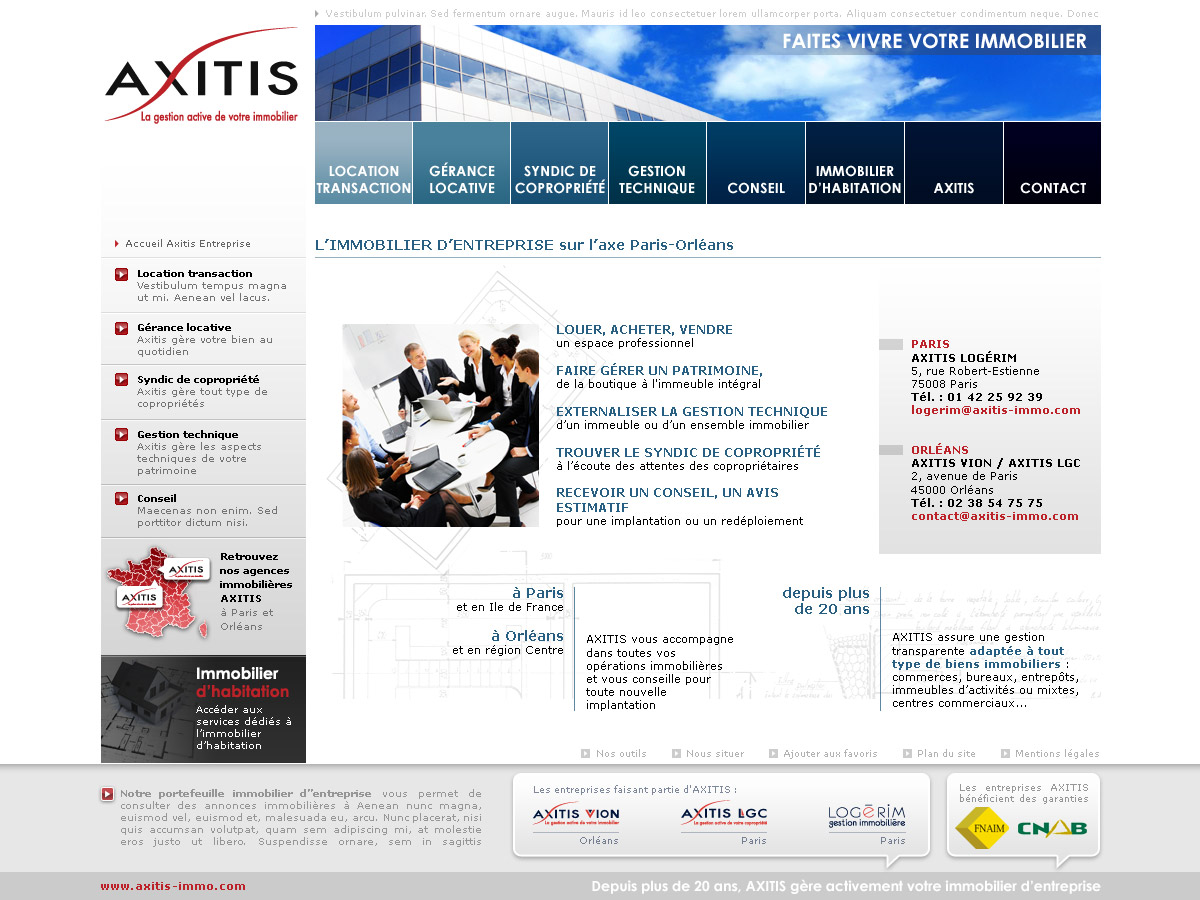 Vestibulum pulvinar. Sed fermentum ornare augue. Mauris id leo consectetuer lorem ullamcorper porta. Aliquam consectetuer condimentum neque. Donec
AXITIS
La gestion active de votre immobilier
FAITES VIVRE VOTRE IMMOBILIER
LOCATION TRANSACTION
GÉRANCE LOCATIVE
SYNDIC DE COPROPRIÉTÉ
GESTION TECHNIQUE
CONSEIL
IMMOBILIER D'HABITATION
AXITIS
CONTACT
Accueil Axitis Entreprise
Location transaction
Vestibulum tempus magna
ut mi. Aenean vel lacus.
Gérance locative
Axitis gère votre bien au
quotidien
Syndic de copropriété
Axitis gère tout type de
copropriétés
Gestion technique
Axitis gère les aspects
techniques de votre
patrimoine
Conseil
Maecenas non enim. Sed
porttitor dictum nisi.
AXITIS
AXITIS
Retrouvez
nos agences
immobilières
AXITIS
à Paris et
Orléans
Immobilier
d'habitation
Accéder aux
services dédiés à
l'immobilier
d'habitation
L'IMMOBILIER D'ENTREPRISE sur l'axe Paris-Orléans
LOUER, ACHETER, VENDRE
un espace professionnel
FAIRE GÉRER UN PATRIMOINE,
de la boutique à l'immeuble intégral
EXTERNALISER LA GESTION TECHNIQUE
d'un immeuble ou d'un ensemble immobilier
TROUVER LE SYNDIC DE COPROPRIÉTÉ
à l'écoute des attentes des copropriétaires
RECEVOIR UN CONSEIL, UN AVIS
ESTIMATIF
pour une implantation ou un redéploiement
PARIS
AXITIS LOGÉRIM
5, rue Robert-Estienne
75008 Paris
Tél. : 01 42 25 92 39
logerim@axitis-immo.com
ORLÉANS
AXITIS VION / AXITIS LGC
2, avenue de Paris
45000 Orléans
Tél. : 02 38 54 75 75
contact@axitis-immo.com
à Paris
et en Ile de France
à Orléans
et en région Centre
AXITIS vous accompagne
dans toutes vos
opérations immobilières
et vous conseille pour
toute nouvelle
implantation
depuis plus
de 20 ans
AXITIS assure une gestion
transparente adaptée à tout
type de biens immobiliers :
commerces, bureaux, entrepôts,
immeubles d'activités ou mixtes,
centres commerciaux...
Nos outils
Nous situer
Ajouter aux favoris
Plan du site
Mentions légales
Notre portefeuille immobilier d''entreprise vous permet de
consulter des annonces immobilières à Aenean nunc magna,
euismod vel, euismod et, malesuada eu, arcu. Nunc placerat, nisi
quis accumsan volutpat, quam sem adipiscing mi, at molestie
eros justo ut libero. Suspendisse ornare, sem in sagittis
Les entreprises faisant partie d'AXITIS :
AXITIS VION
La gestion active de votre immobilier
Orléans
AXITIS LGC
La gestion active de votre copropriété
Paris
LOGÉRIM
gestion immobilière
Paris
Les entreprises AXITIS
bénéficient des garanties
FNAIM
CNAB
www.axitis-immo.com
Depuis plus de 20 ans, AXITIS gère activement votre immobilier d'entreprise